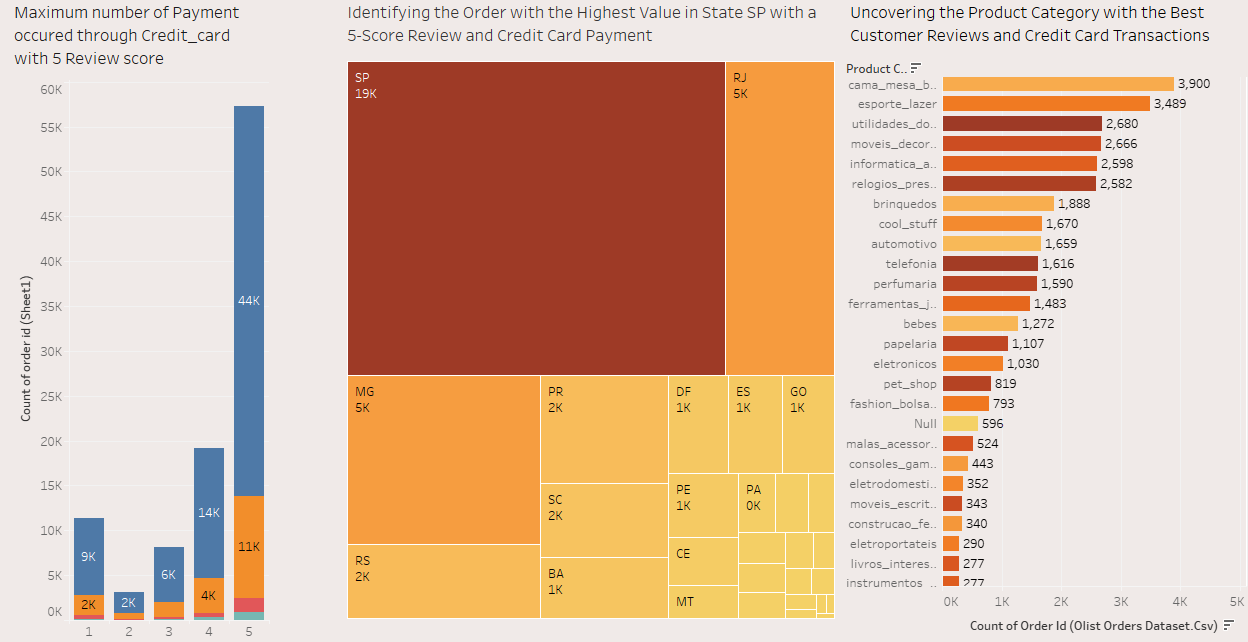 Maximum number of Payment
occured through Credit_card
with 5 Review score
60K
55K
50K
45K
40K
35K
30K
25K
20K
15K
10K
5K
0K
Count of order id (Sheet1)
9K
2K
2K
6K
14K
4K
44K
11K
1
2
3
4
5
Identifying the Order with the Highest Value in State SP with a
5-Score Review and Credit Card Payment
SP
19K
RJ
5K
MG
5K
RS
2K
PR
2K
SC
2K
BA
1K
DF
1K
ES
1K
GO
1K
PE
1K
PA
0K
CE
MT
Uncovering the Product Category with the Best
Customer Reviews and Credit Card Transactions
Product C..
cama_mesa_b.. 3,900
esporte_lazer 3,489
utilidades_do.. 2,680
moveis_decor.. 2,666
informatica_a.. 2,598
relogios_pres.. 2,582
brinquedos 1,888
cool_stuff 1,670
automotivo 1,659
telefonia 1,616
perfumaria 1,590
ferramentas_j.. 1,483
bebes 1,272
papelaria 1,107
eletronicos 1,030
pet_shop 819
fashion_bolsa.. 793
Null 596
malas_acessor.. 524
consoles_gam.. 443
eletrodomesti.. 352
moveis_escrit.. 343
construcao_fe.. 340
eletroportateis 290
livros_interes.. 277
instrumentos_.. 277
0K 1K 2K 3K 4K 5K
Count of Order Id (Olist Orders Dataset.Csv)